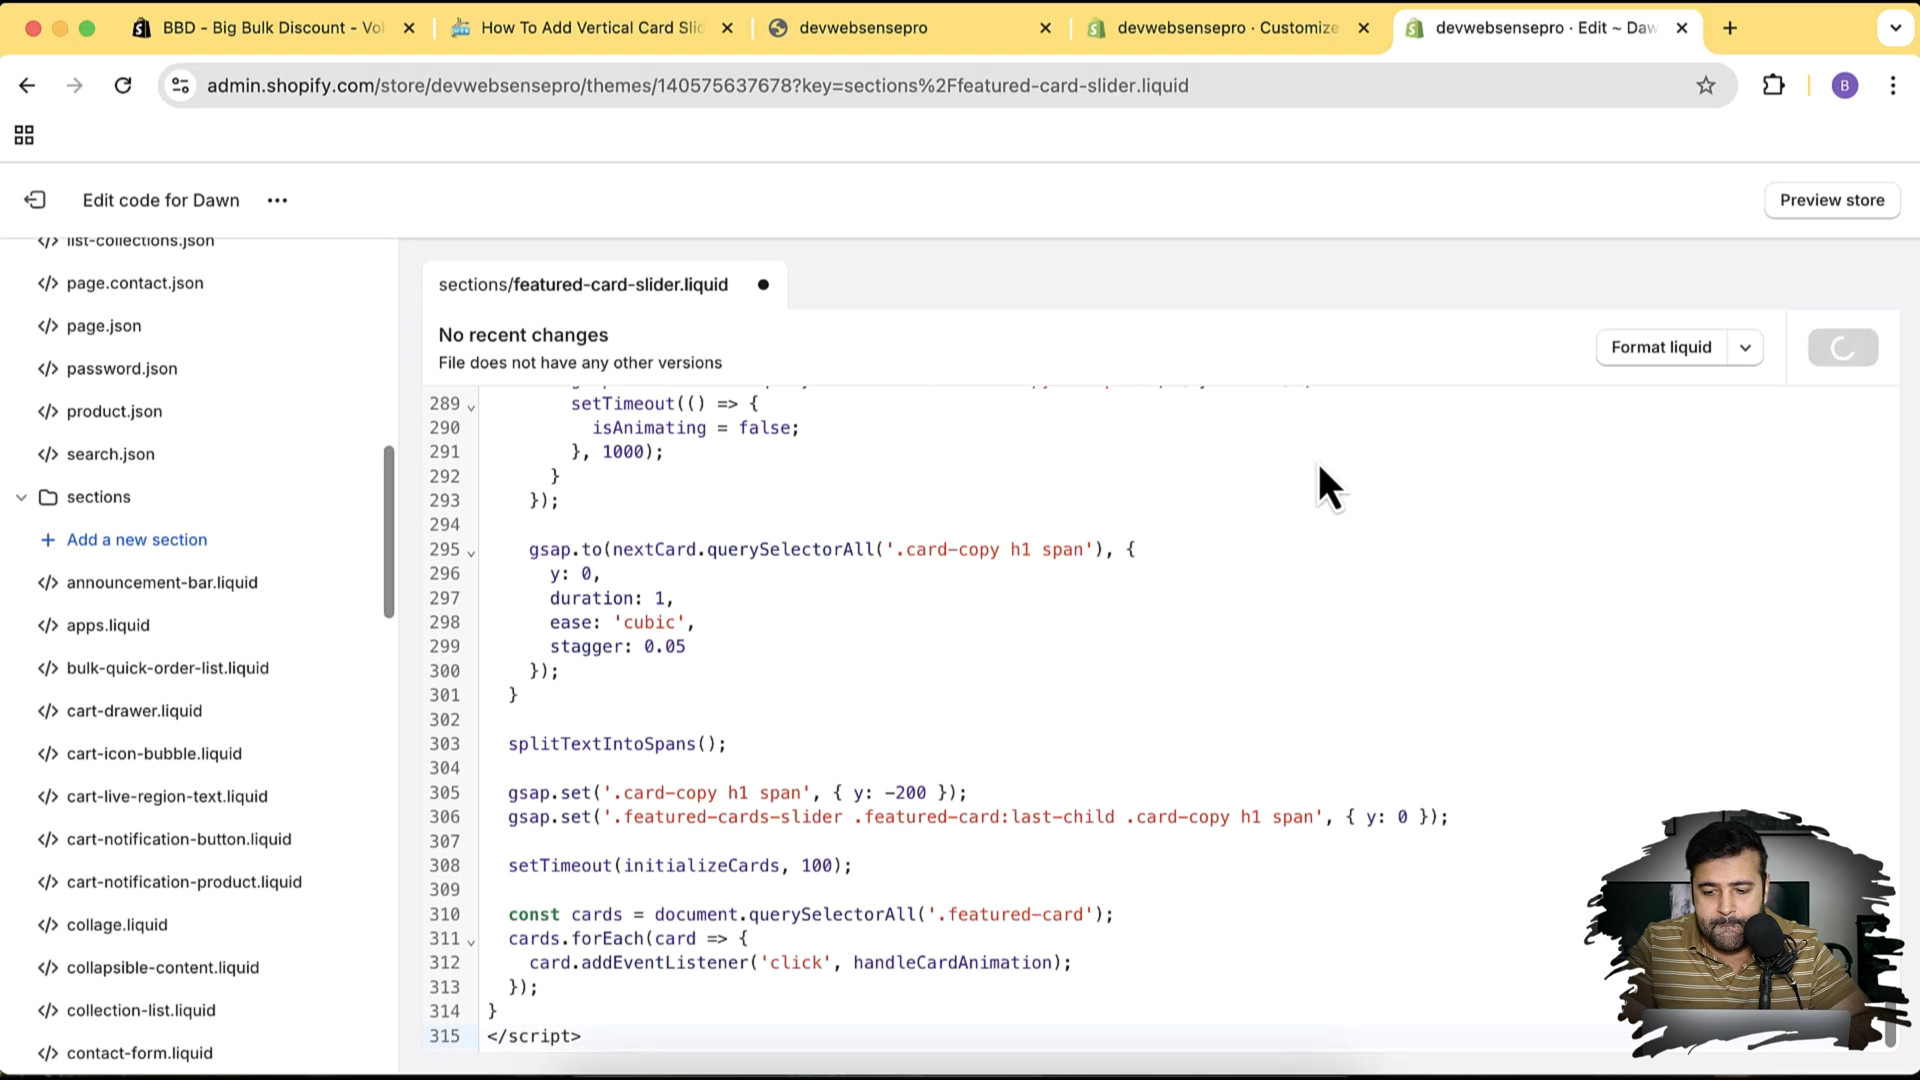 BBD - Big Bulk Discount - Vol
How To Add Vertical Card Slid
devwebsensepro
devwebsensepro · Customize
devwebsensepro · Edit ~ Daw
admin.shopify.com/store/devwebsensepro/themes/140575637678?key=sections%2Ffeatured-card-slider.liquid
B
Edit code for Dawn
Preview store
list-collections.json
page.contact.json
page.json
password.json
product.json
search.json
sections
Add a new section
announcement-bar.liquid
apps.liquid
bulk-quick-order-list.liquid
cart-drawer.liquid
cart-icon-bubble.liquid
cart-live-region-text.liquid
cart-notification-button.liquid
cart-notification-product.liquid
collage.liquid
collapsible-content.liquid
collection-list.liquid
contact-form.liquid
sections/featured-card-slider.liquid
No recent changes
File does not have any other versions
Format liquid
289 setTimeout(() => {
290 isAnimating = false;
291 }, 1000);
292 }
293 });
294
295 gsap.to(nextCard.querySelectorAll('.card-copy h1 span'), {
296 y: 0,
297 duration: 1,
298 ease: 'cubic',
299 stagger: 0.05
300 });
301 }
302
303 splitTextIntoSpans();
304
305 gsap.set('.card-copy h1 span', { y: -200 });
306 gsap.set('.featured-cards-slider .featured-card:last-child .card-copy h1 span', { y: 0 });
307
308 setTimeout(initializeCards, 100);
309
310 const cards = document.querySelectorAll('.featured-card');
311 cards.forEach(card => {
312 card.addEventListener('click', handleCardAnimation);
313 });
314 }
315 </script>